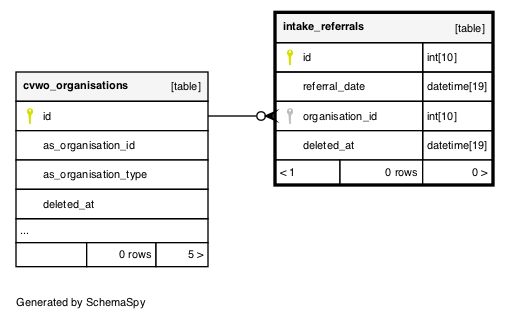 intake_referrals [table]
id int[10]
referral_date datetime[19]
organisation_id int[10]
deleted_at datetime[19]
< 1 0 rows 0 >
cvwo_organisations [table]
id
as_organisation_id
as_organisation_type
deleted_at
...
0 rows 5 >
Generated by SchemaSpy